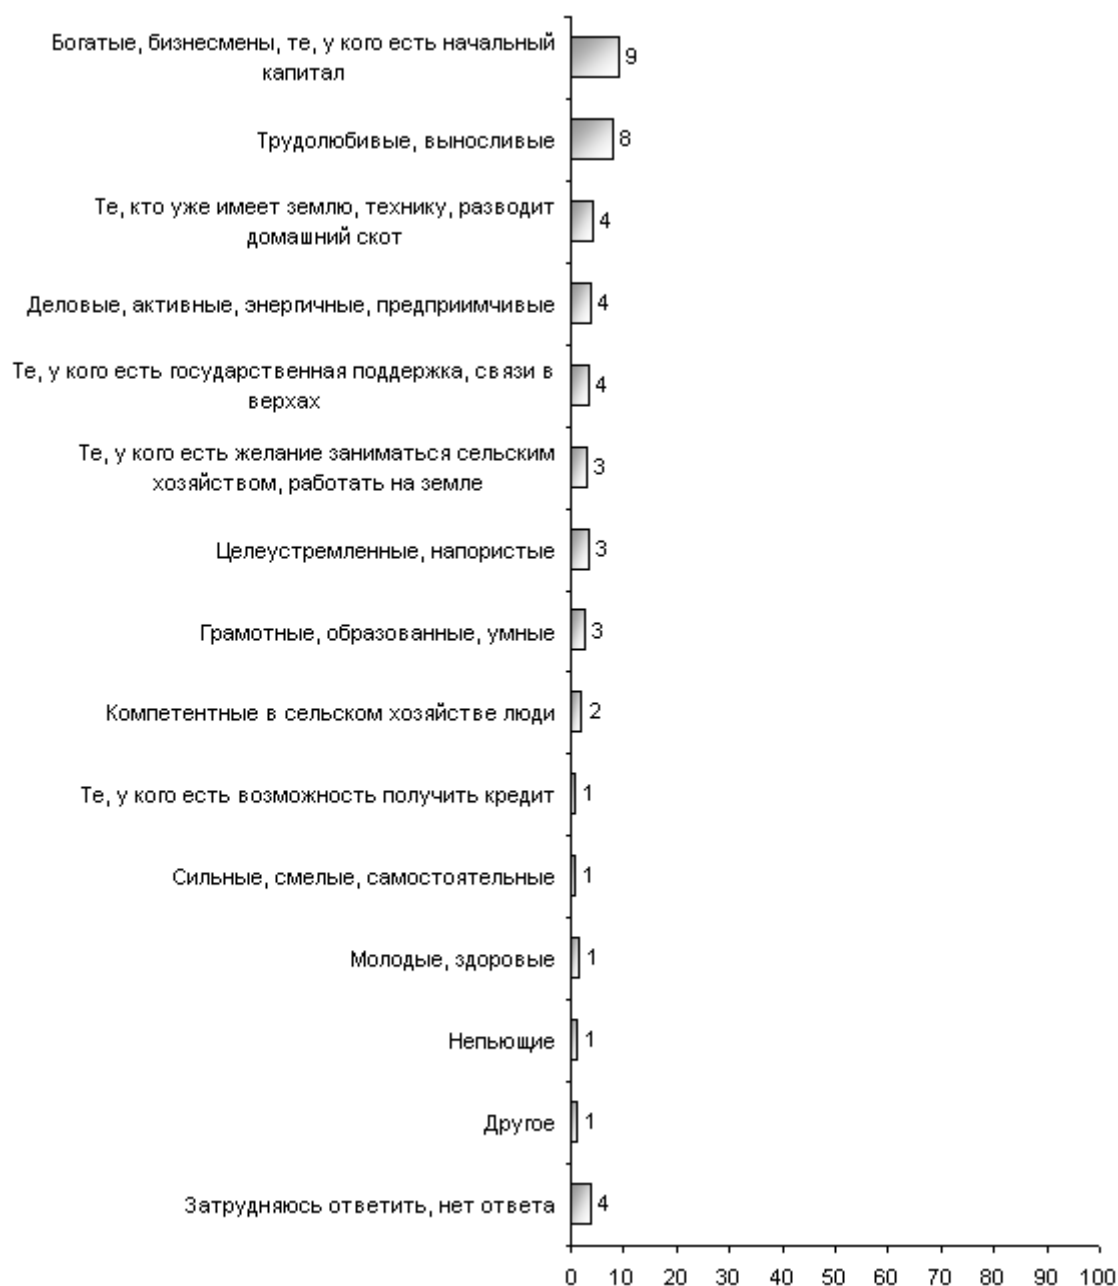 Богатые, бизнесмены, те, у кого есть начальный
капитал
9
Трудолюбивые, выносливые
8
Те, кто уже имеет землю, технику, разводит
домашний скот
4
Деловые, активные, энергичные, предприимчивые
4
Те, у кого есть государственная поддержка, связи в
верхах
4
Те, у кого есть желание заниматься сельским
хозяйством, работать на земле
3
Целеустремленные, напористые
3
Грамотные, образованные, умные
3
Компетентные в сельском хозяйстве люди
2
Те, у кого есть возможность получить кредит
1
Сильные, смелые, самостоятельные
1
Молодые, здоровые
1
Непьющие
1
Другое
1
Затрудняюсь ответить, нет ответа
4
0 10 20 30 40 50 60 70 80 90 100